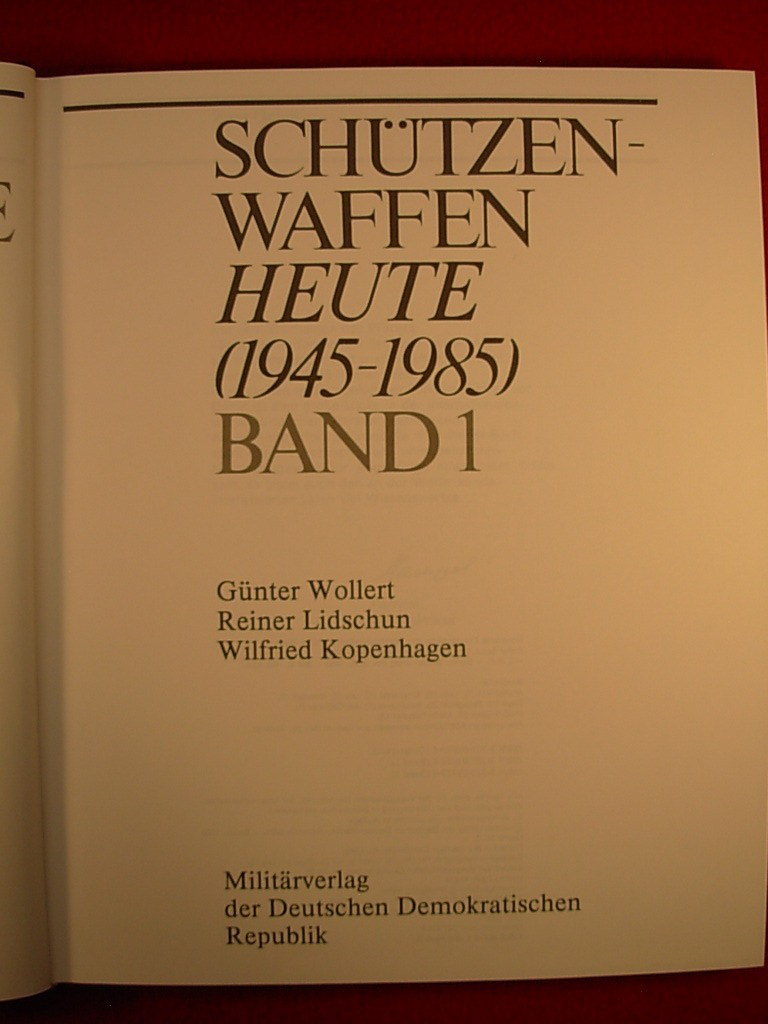 SCHÜTZEN-
WAFFEN
HEUTE
(1945-1985)
BAND 1
Günter Wollert
Reiner Lidschun
Wilfried Kopenhagen
Militärverlag
der Deutschen Demokratischen
Republik